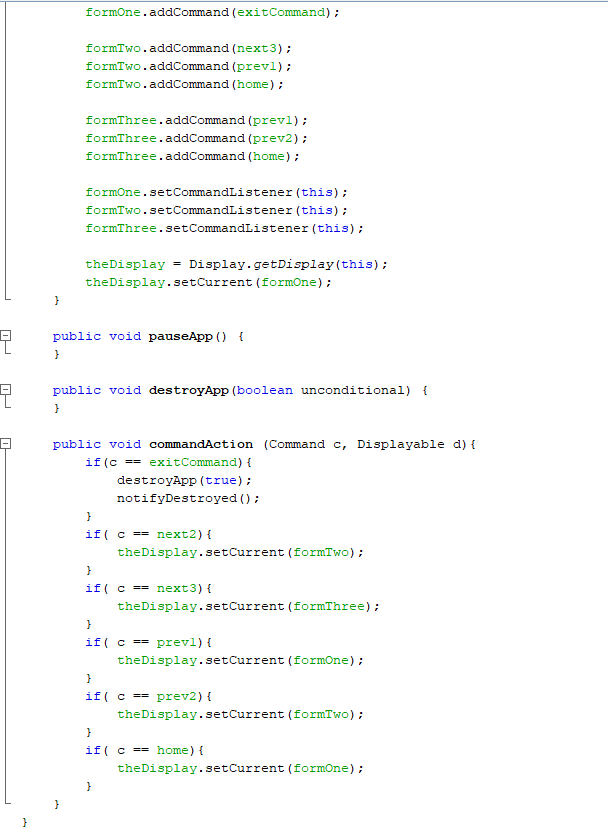 formOne.addCommand(exitCommand);
formTwo.addCommand(next3);
formTwo.addCommand(prev1);
formTwo.addCommand(home);
formThree.addCommand(prev1);
formThree.addCommand(prev2);
formThree.addCommand(home);
formOne.setCommandListener(this);
formTwo.setCommandListener(this);
formThree.setCommandListener(this);
theDisplay = Display.getDisplay(this);
theDisplay.setCurrent(formOne);
}
public void pauseApp() {
}
public void destroyApp(boolean unconditional) {
}
public void commandAction (Command c, Displayable d){
if(c == exitCommand){
destroyApp(true);
notifyDestroyed();
}
if( c == next2){
theDisplay.setCurrent(formTwo);
}
if( c == next3){
theDisplay.setCurrent(formThree);
}
if( c == prev1){
theDisplay.setCurrent(formOne);
}
if( c == prev2){
theDisplay.setCurrent(formTwo);
}
if( c == home){
theDisplay.setCurrent(formOne);
}
}
}